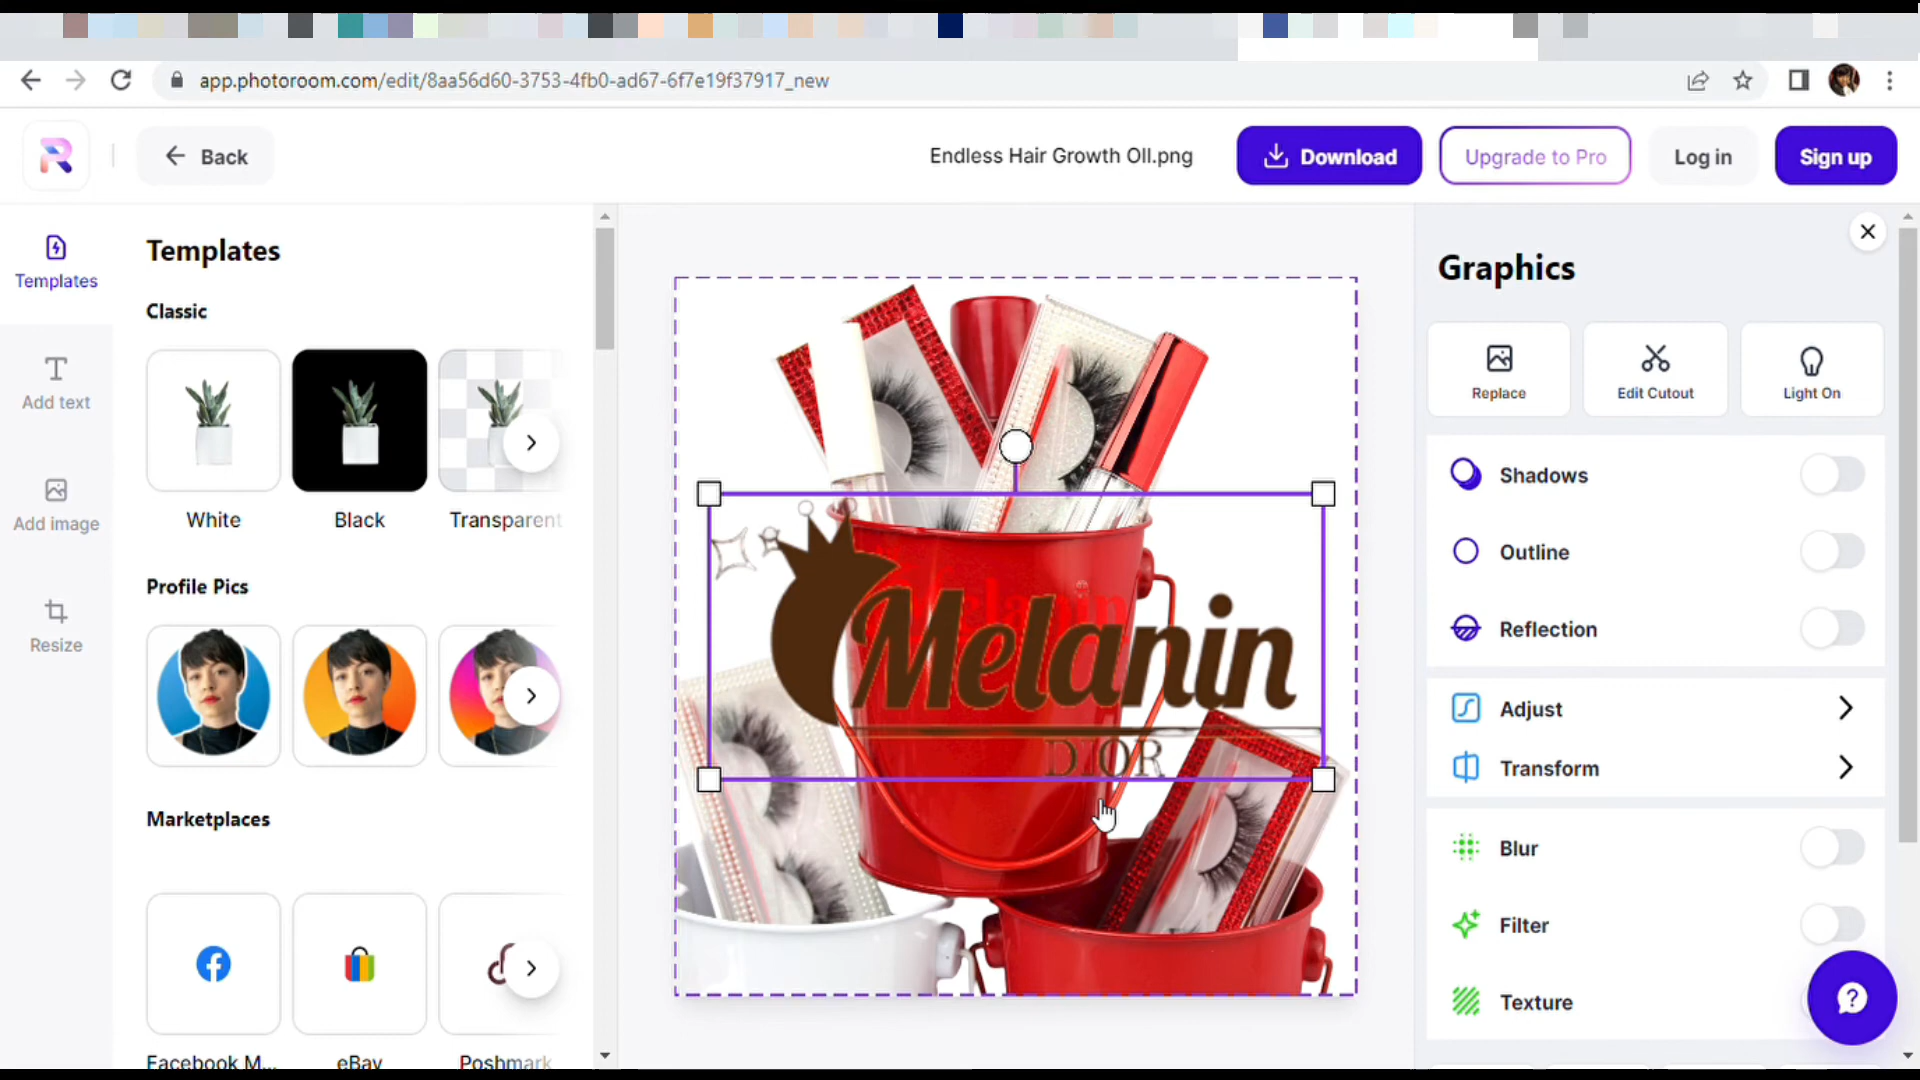 app.photoroom.com/edit/8aa56d60-3753-4fb0-ad67-6f7e19f37917_new
Back
Endless Hair Growth OIl.png
Download
Upgrade to Pro
Log in
Sign up
Templates
Add text
Add image
Resize
Templates
Classic
White
Black
Transparent
Profile Pics
Marketplaces
Facebook M...
eBay
Poshmark
Melanin
Melanin
DIOR
Graphics
Replace
Edit Cutout
Light On
Shadows
Outline
Reflection
Adjust
Transform
Blur
Filter
Texture